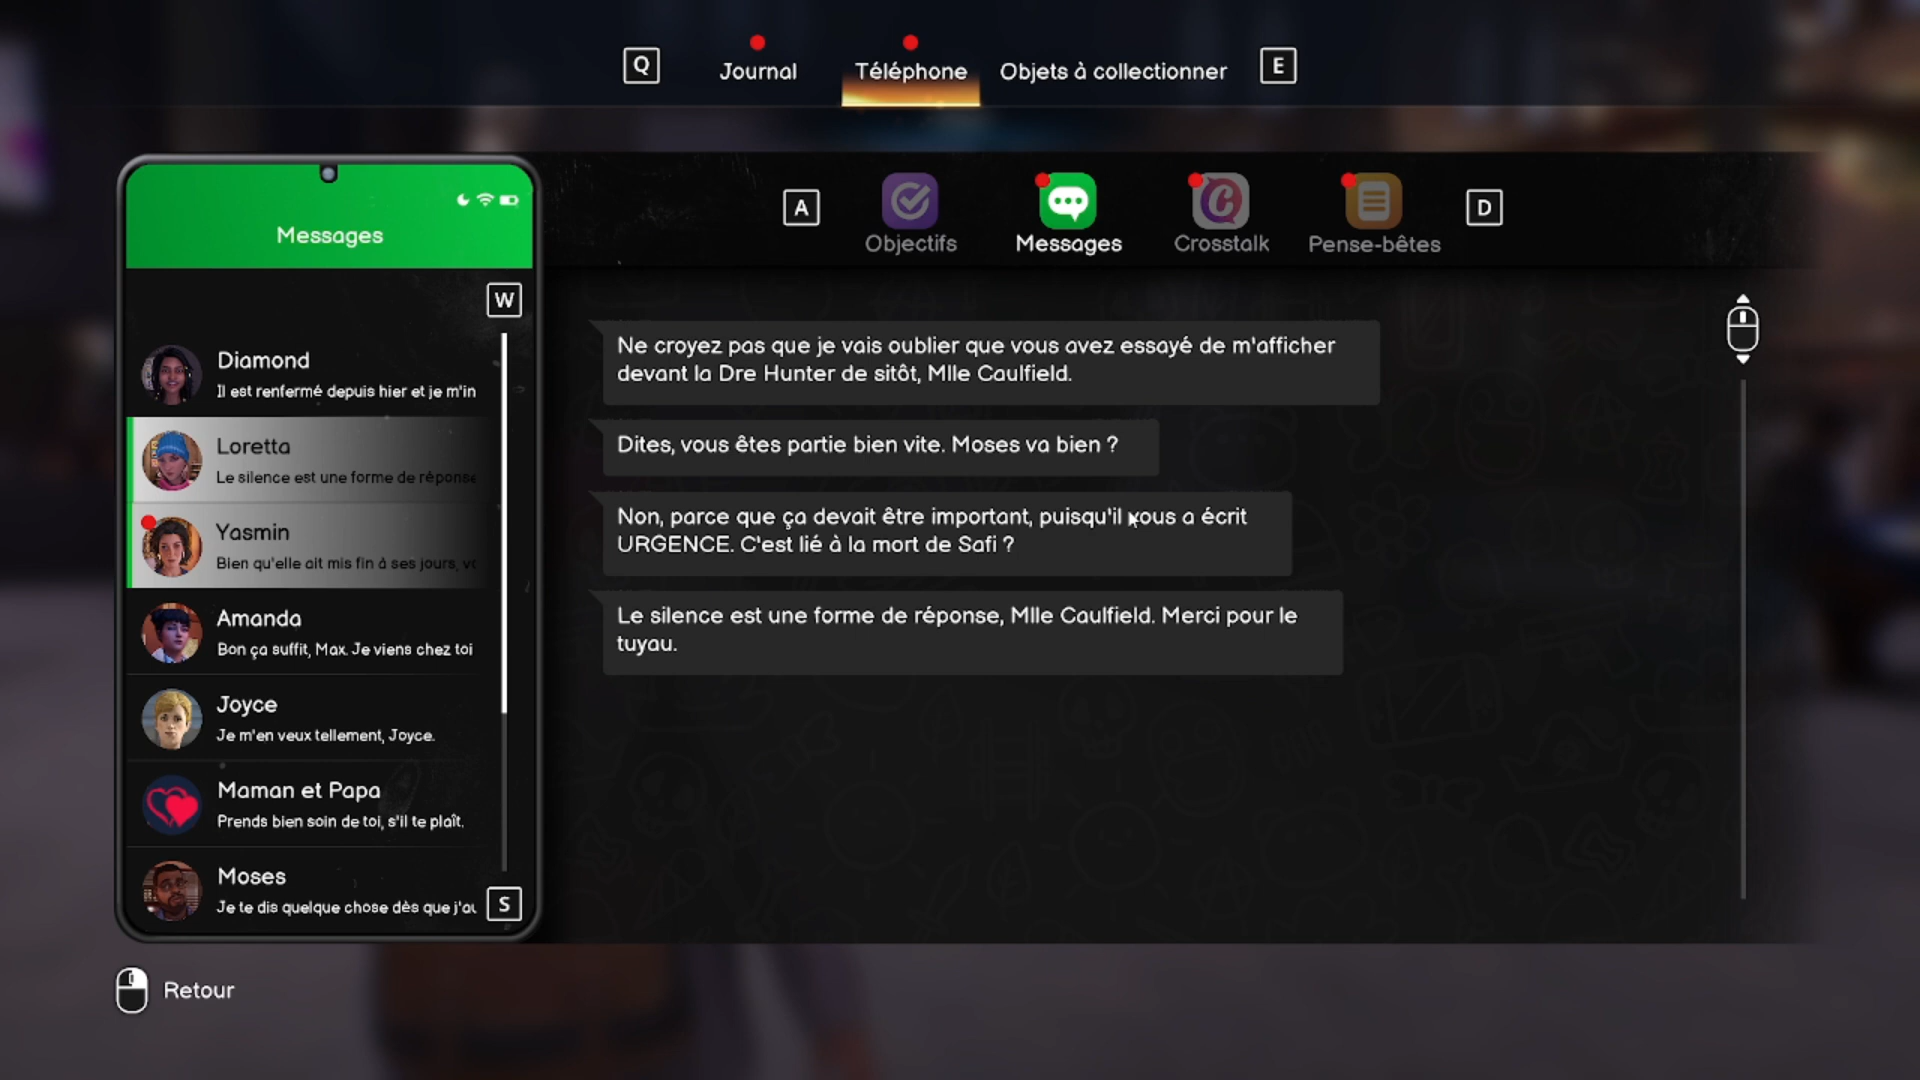 Q
Journal
Téléphone
Objets à collectionner
E
Messages
A
Objectifs
Messages
Crosstalk
Pense-bêtes
D
W
Diamond
Il est renfermé depuis hier et je m'in
Loretta
Le silence est une forme de réponse
Yasmin
Bien qu'elle ait mis fin à ses jours, vo
Amanda
Bon ça suffit, Max. Je viens chez toi
Joyce
Je m'en veux tellement, Joyce.
Maman et Papa
Prends bien soin de toi, s'il te plaît.
Moses
Je te dis quelque chose dès que j'au
S
Ne croyez pas que je vais oublier que vous avez essayé de m'afficher
devant la Dre Hunter de sitôt, Mlle Caulfield.
Dites, vous êtes partie bien vite. Moses va bien ?
Non, parce que ça devait être important, puisqu'il vous a écrit
URGENCE. C'est lié à la mort de Safi ?
Le silence est une forme de réponse, Mlle Caulfield. Merci pour le
tuyau.
Retour